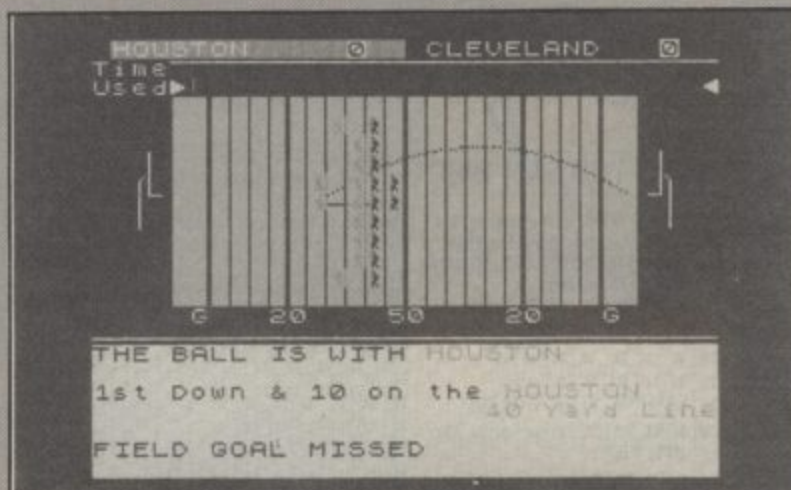 HOUSTON 0 CLEVELAND 0
Time
Used
G 20 50 20 G
THE BALL IS WITH HOUSTON
1st Down & 10 on the HOUSTON
40 Yard Line
FIELD GOAL MISSED